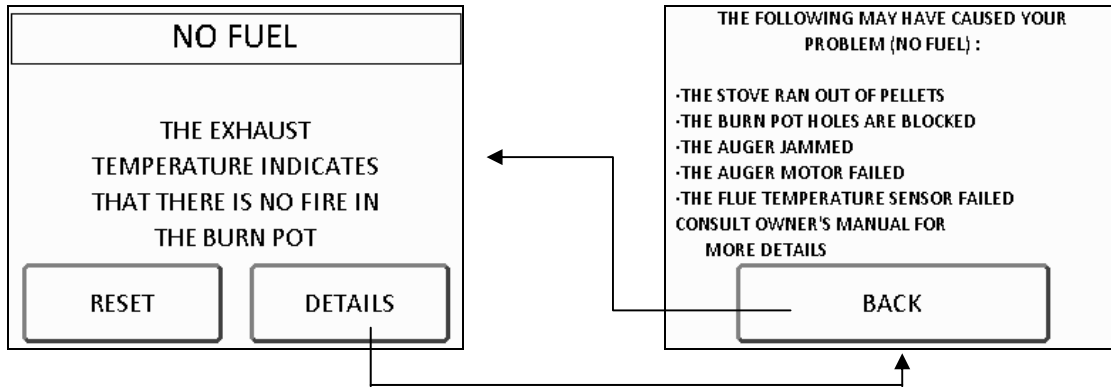 NO FUEL
THE EXHAUST
TEMPERATURE INDICATES
THAT THERE IS NO FIRE IN
THE BURN POT
RESET
DETAILS
THE FOLLOWING MAY HAVE CAUSED YOUR
PROBLEM (NO FUEL) :
·THE STOVE RAN OUT OF PELLETS
·THE BURN POT HOLES ARE BLOCKED
·THE AUGER JAMMED
·THE AUGER MOTOR FAILED
·THE FLUE TEMPERATURE SENSOR FAILED
CONSULT OWNER'S MANUAL FOR
MORE DETAILS
BACK